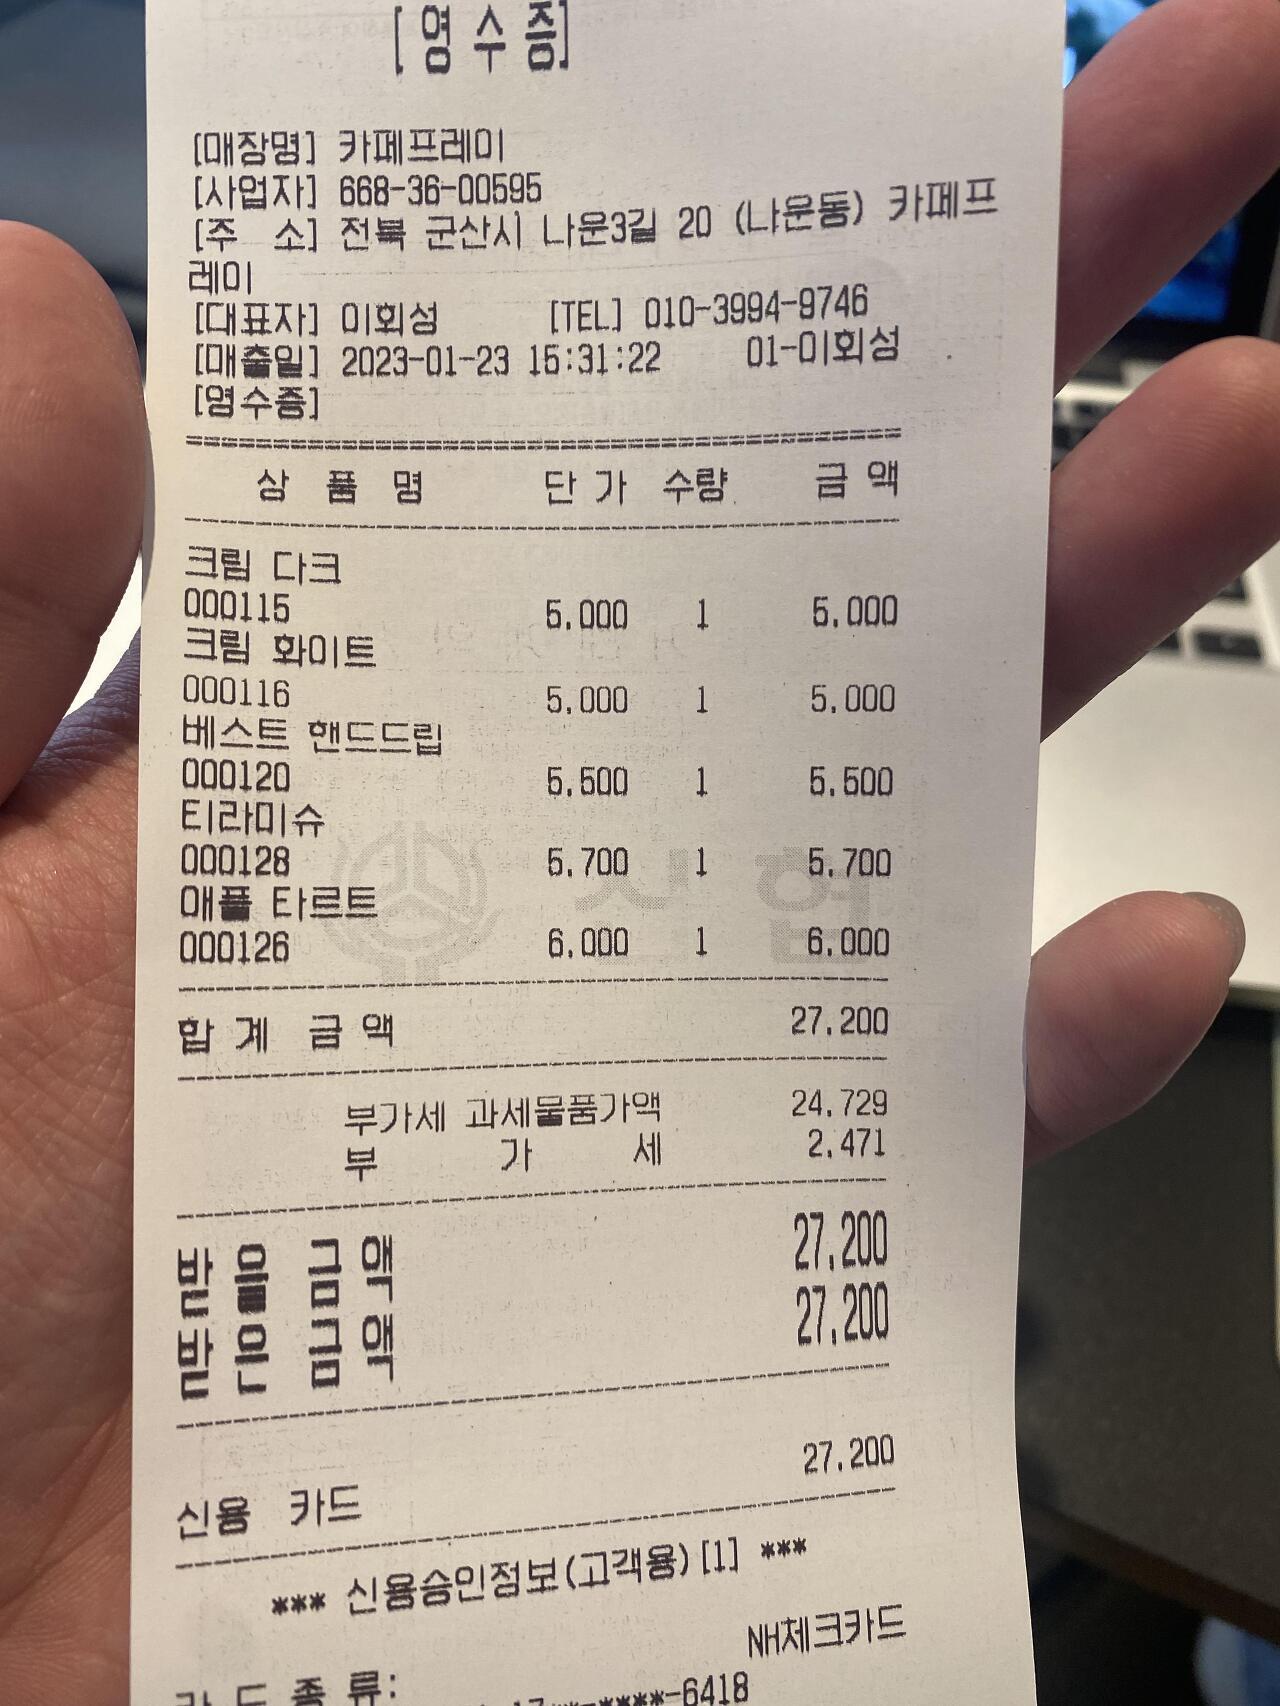 [영수증]
[매장명] 카페프레이
[사업자] 668-36-00595
[주 소] 전북 군산시 나운3길 20 (나운동) 카페프
레이
[대표자] 이회성 [TEL] 010-3994-9746
[매출일] 2023-01-23 15:31:22 01-이회성
[영수증]
상 품 명 단 가 수량 금 액
크림 다크
000115 5,000 1 5,000
크림 화이트
000116 5,000 1 5,000
베스트 핸드드립
000120 5,500 1 5,500
티라미슈
000128 5,700 1 5,700
애플 타르트
000126 6,000 1 6,000
신협
합 계 금 액 27,200
부가세 과세물품가액 24,729
부 가 세 2,471
받 을 금 액 27,200
받 은 금 액 27,200
신용 카드 27,200
*** 신용승인정보(고객용)[1] ***
NH체크카드
카 드 종 류:
**-****-6418